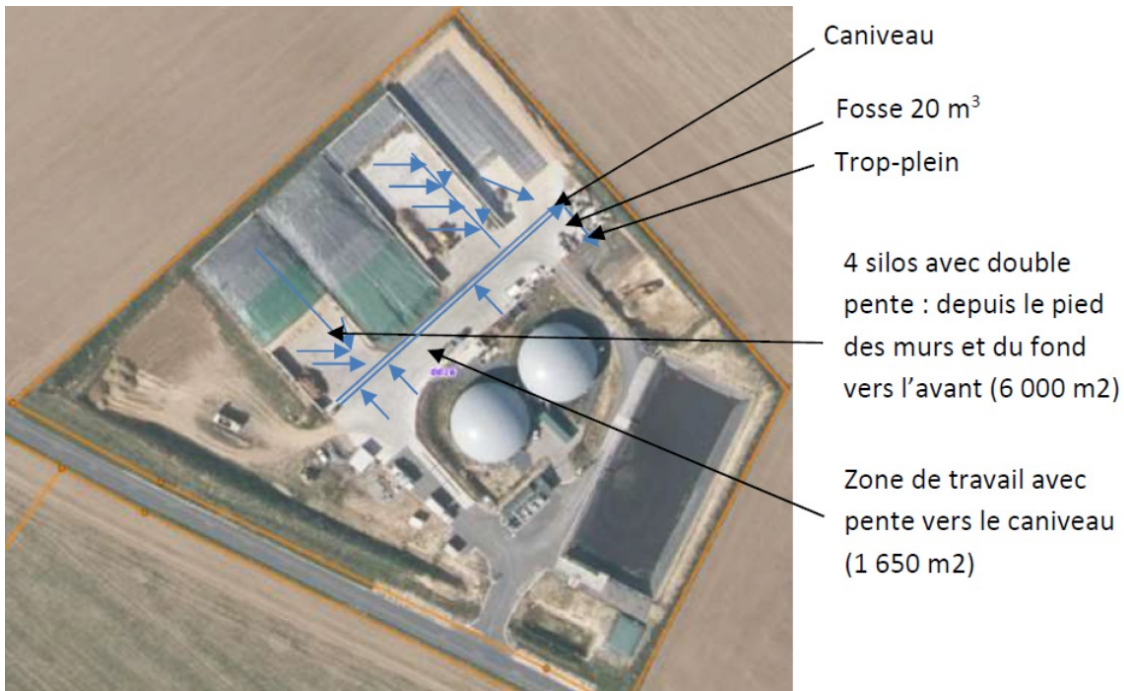 Caniveau
Fosse 20 m³
Trop-plein
4 silos avec double
pente : depuis le pied
des murs et du fond
vers l’avant (6 000 m2)
Zone de travail avec
pente vers le caniveau
(1 650 m2)